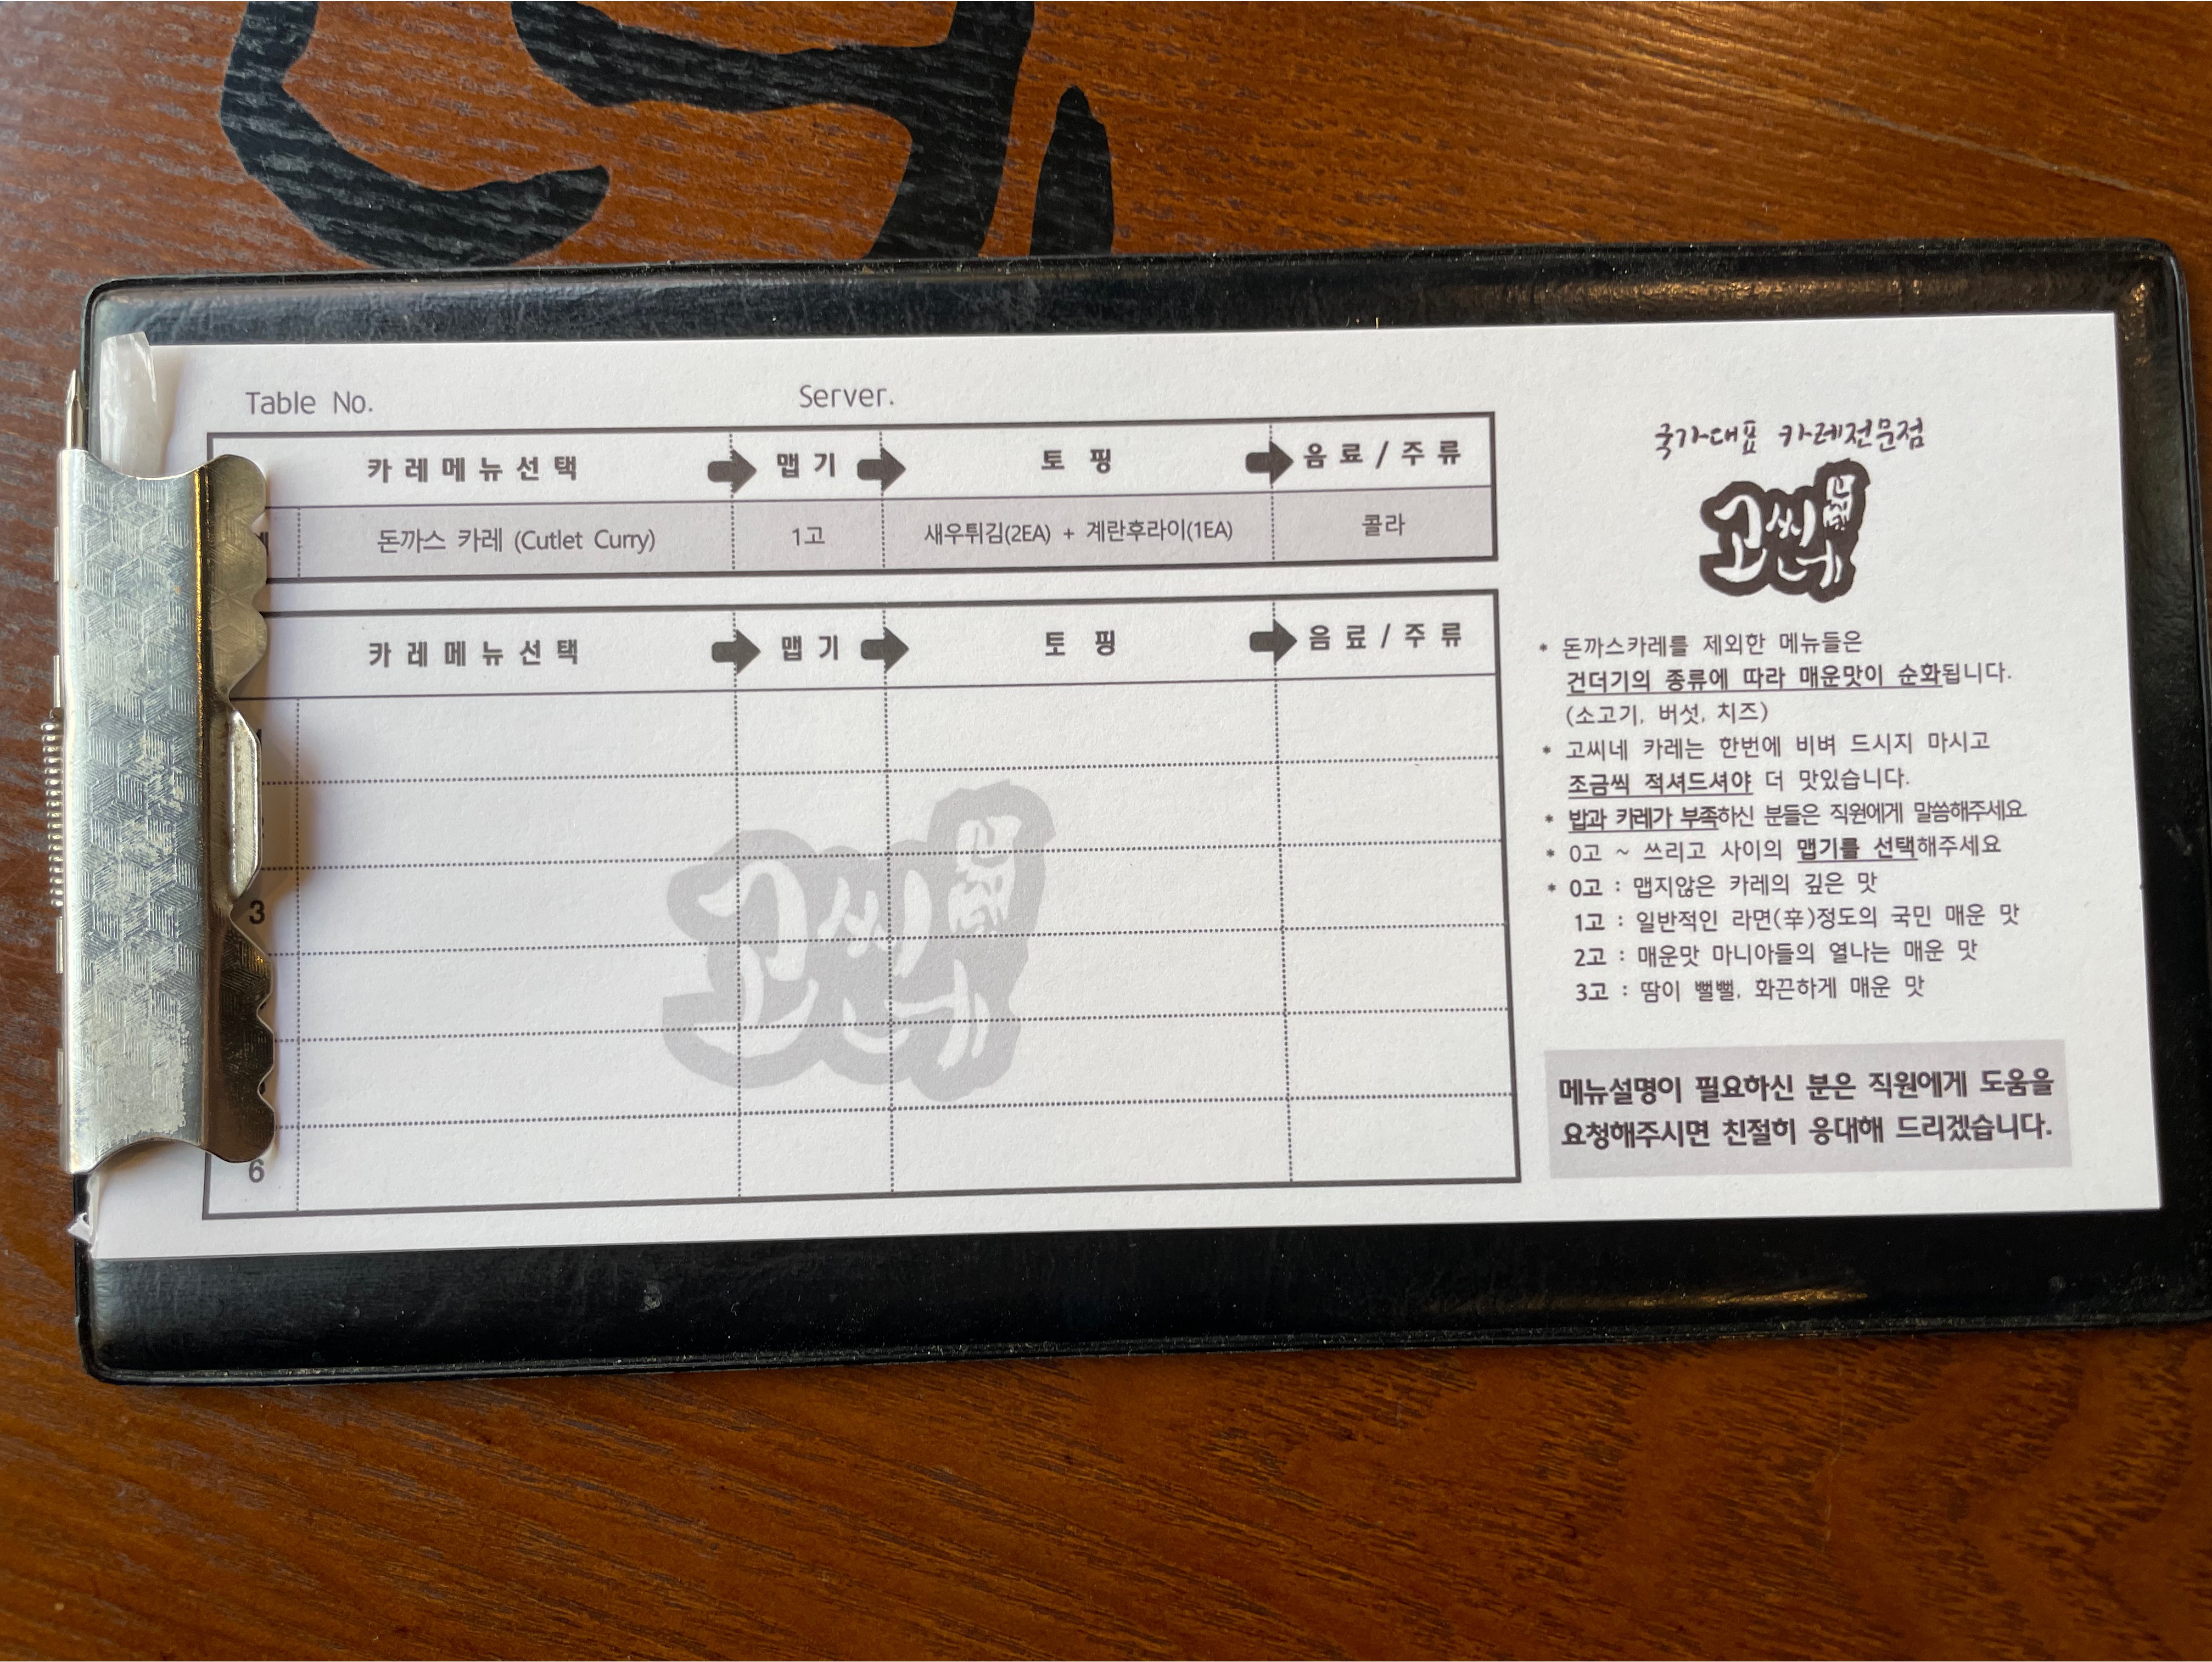 Table No. Server.
카레메뉴선택 맵기 토핑 음료/주류
돈까스 카레 (Cutlet Curry) 1고 새우튀김(2EA) + 계란후라이(1EA) 콜라
카레메뉴선택 맵기 토핑 음료/주류
3
6
고씨네
국가대표 카레전문점
고씨네
* 돈까스카레를 제외한 메뉴들은
건더기의 종류에 따라 매운맛이 순화됩니다.
(소고기, 버섯, 치즈)
* 고씨네 카레는 한번에 비벼 드시지 마시고
조금씩 적셔드셔야 더 맛있습니다.
* 밥과 카레가 부족하신 분들은 직원에게 말씀해주세요
* 0고 ~ 쓰리고 사이의 맵기를 선택해주세요
* 0고 : 맵지않은 카레의 깊은 맛
1고 : 일반적인 라면(辛)정도의 국민 매운 맛
2고 : 매운맛 마니아들의 열나는 매운 맛
3고 : 땀이 뻘뻘, 화끈하게 매운 맛
메뉴설명이 필요하신 분은 직원에게 도움을
요청해주시면 친절히 응대해 드리겠습니다.